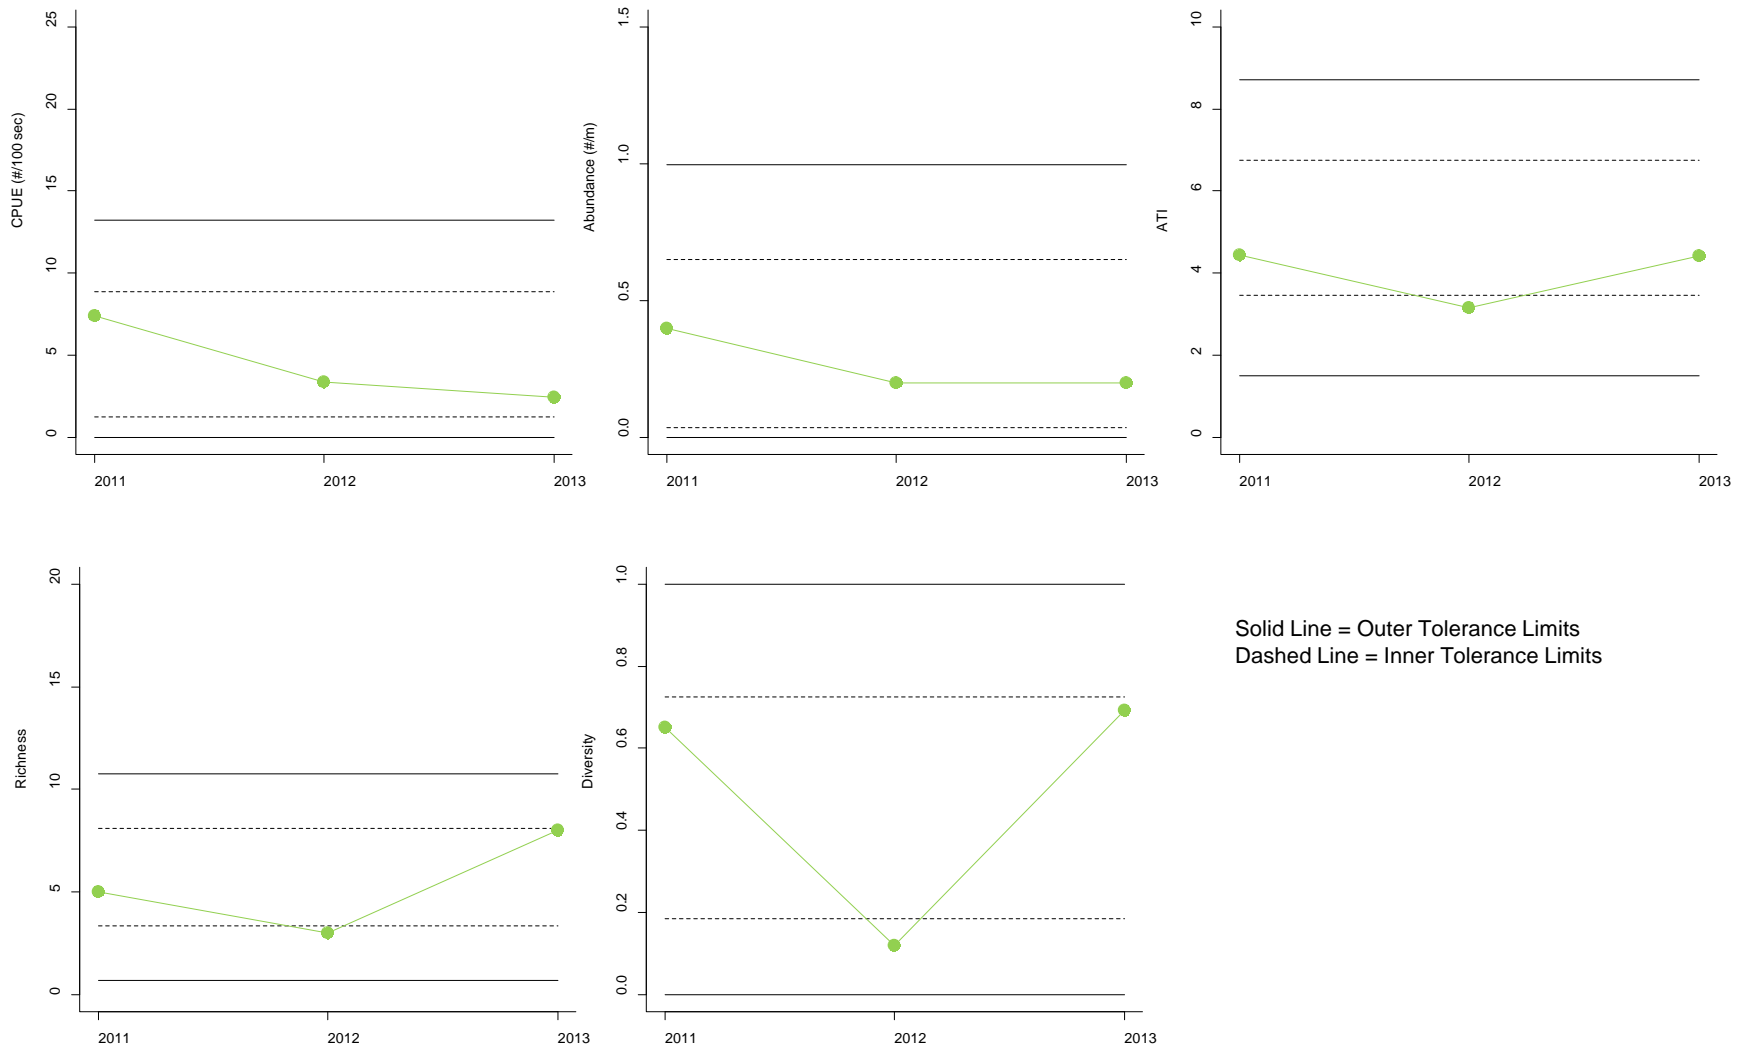 CPUE (#/100 sec)
0 5 10 15 20 25
2011 2012 2013
Abundance (#/m)
0.0 0.5 1.0 1.5
2011 2012 2013
ATI
0 2 4 6 8 10
2011 2012 2013
Richness
0 5 10 15 20
2011 2012 2013
Diversity
0.0 0.2 0.4 0.6 0.8 1.0
2011 2012 2013
Solid Line = Outer Tolerance Limits
Dashed Line = Inner Tolerance Limits